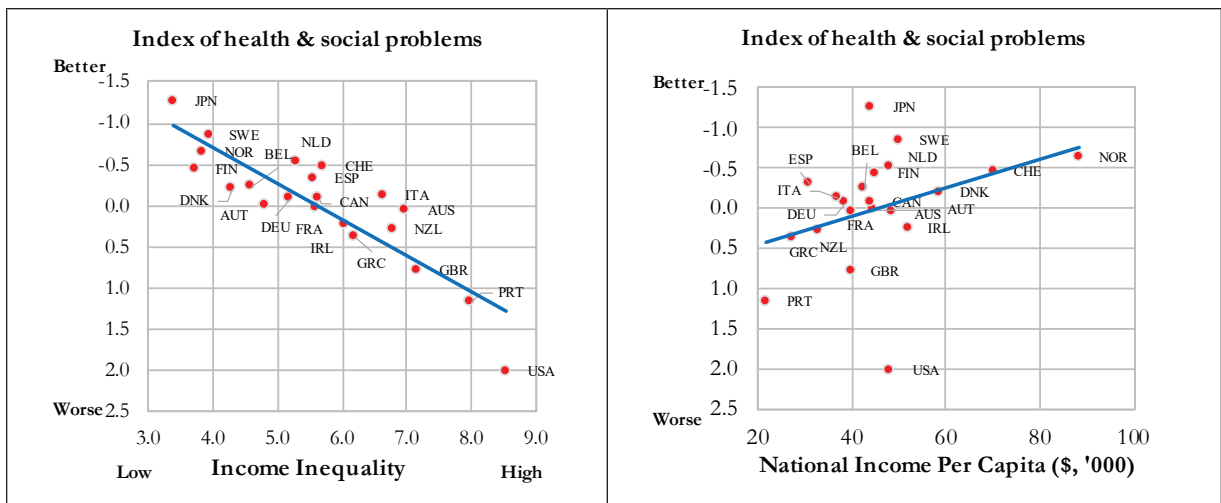 Index of health & social problems
Better
-1.5
-1.0
-0.5
0.0
0.5
1.0
1.5
2.0
2.5
Worse
JPN
SWE
NOR
FIN
DNK
BEL
AUT
NLD
CHE
ESP
CAN
DEU
FRA
IRL
GRC
ITA
AUS
NZL
GBR
PRT
USA
3.0 4.0 5.0 6.0 7.0 8.0 9.0
Low Income Inequality High
Index of health & social problems
Better
-1.5
-1.0
-0.5
0.0
0.5
1.0
1.5
2.0
2.5
Worse
JPN
SWE
NLD
BEL
FIN
ESP
NOR
CHE
ITA
DNK
DEU
CAN
AUT
AUS
FRA
IRL
NZL
GRC
GBR
PRT
USA
20 40 60 80 100
National Income Per Capita ($, '000)